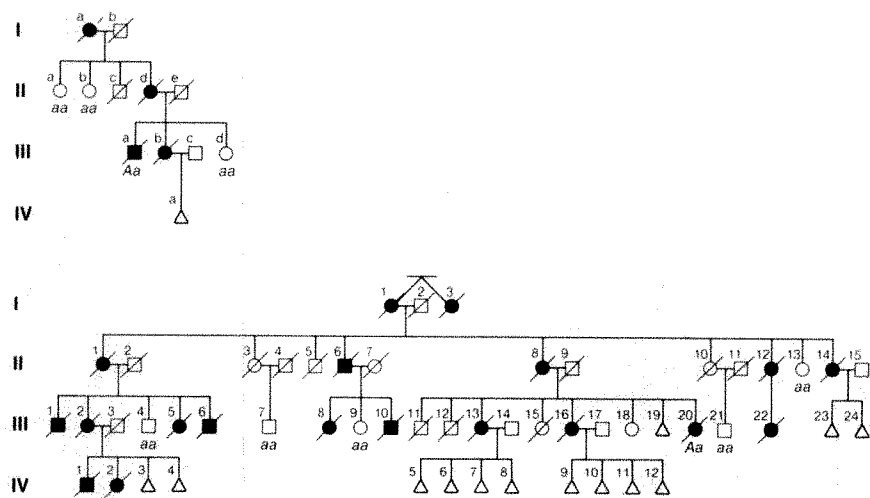 I
a b
II
a b c d e
aa aa
III
a b c d
Aa aa
IV
a
I
1 2 3
II
1 2 3 4 5 6 7 8 9 10 11 12 13 14 15
aa
III
1 2 3 4 5 6 7 8 9 10 11 12 13 14 15 16 17 18 19 20 21 22 23 24
aa aa aa Aa aa
IV
1 2 3 4 5 6 7 8 9 10 11 12